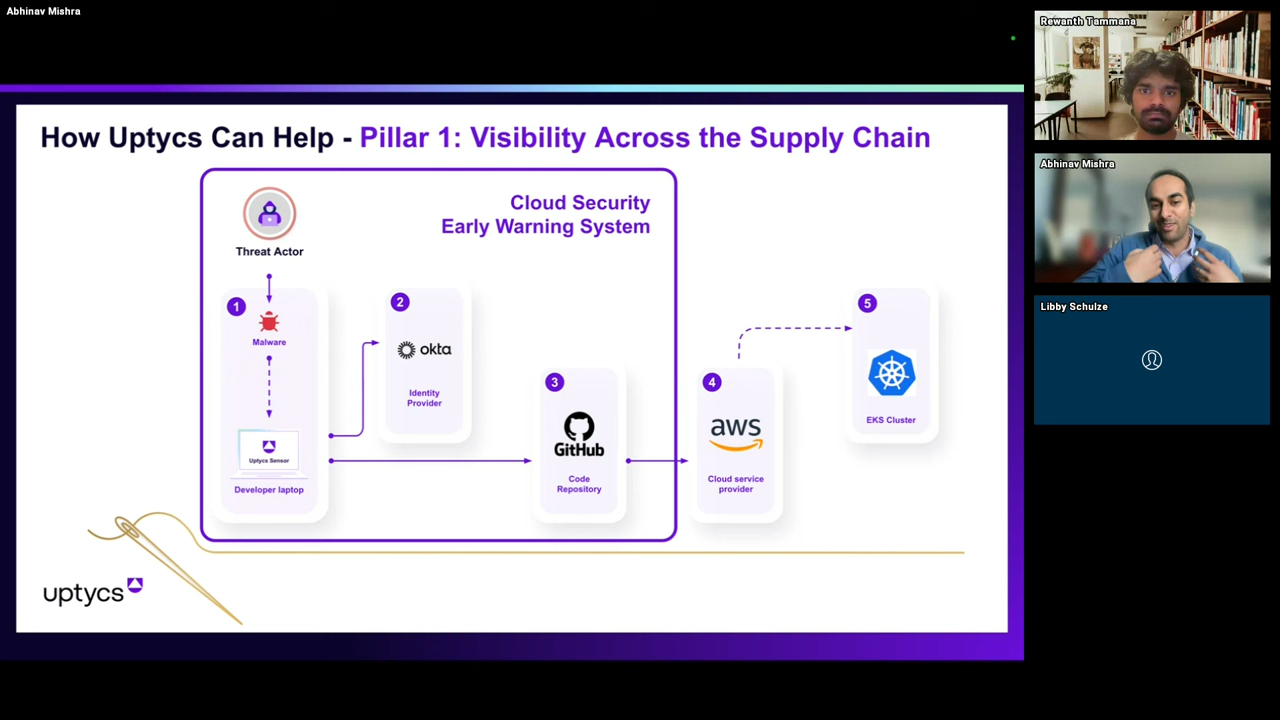 Abhinav Mishra
How Uptycs Can Help - Pillar 1: Visibility Across the Supply Chain
Cloud Security
Early Warning System
Threat Actor
1
Malware
Uptycs Sensor
Developer laptop
2
okta
Identity
Provider
3
GitHub
Code
Repository
4
aws
Cloud service
provider
5
EKS Cluster
uptycs
Rewanth Tammana
Abhinav Mishra
Libby Schulze